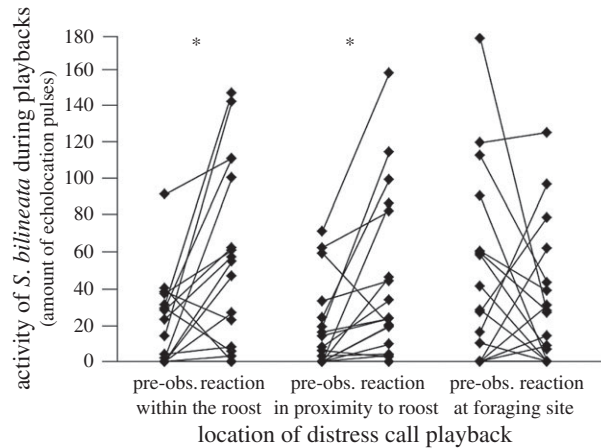 activity of S. bilineata during playbacks
(amount of echolocation pulses)
180
160
140
120
100
80
60
40
20
0
* *
pre-obs. reaction pre-obs. reaction pre-obs. reaction
within the roost in proximity to roost at foraging site
location of distress call playback